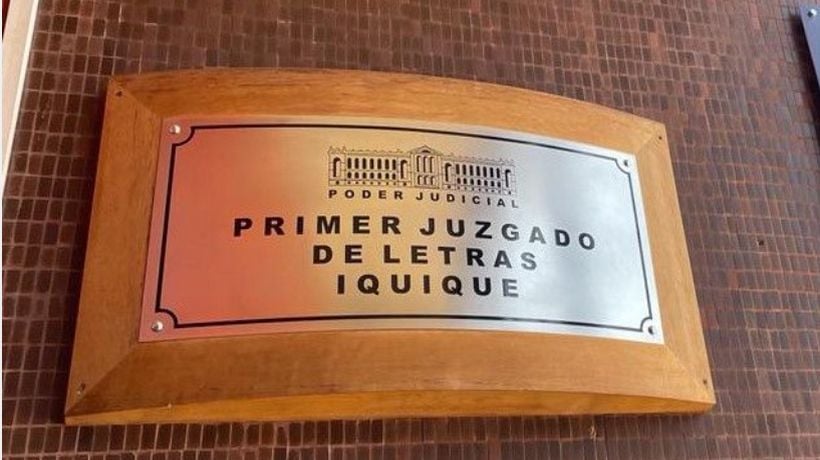 PODER JUDICIAL
PRIMER JUZGADO
DE LETRAS
IQUIQUE